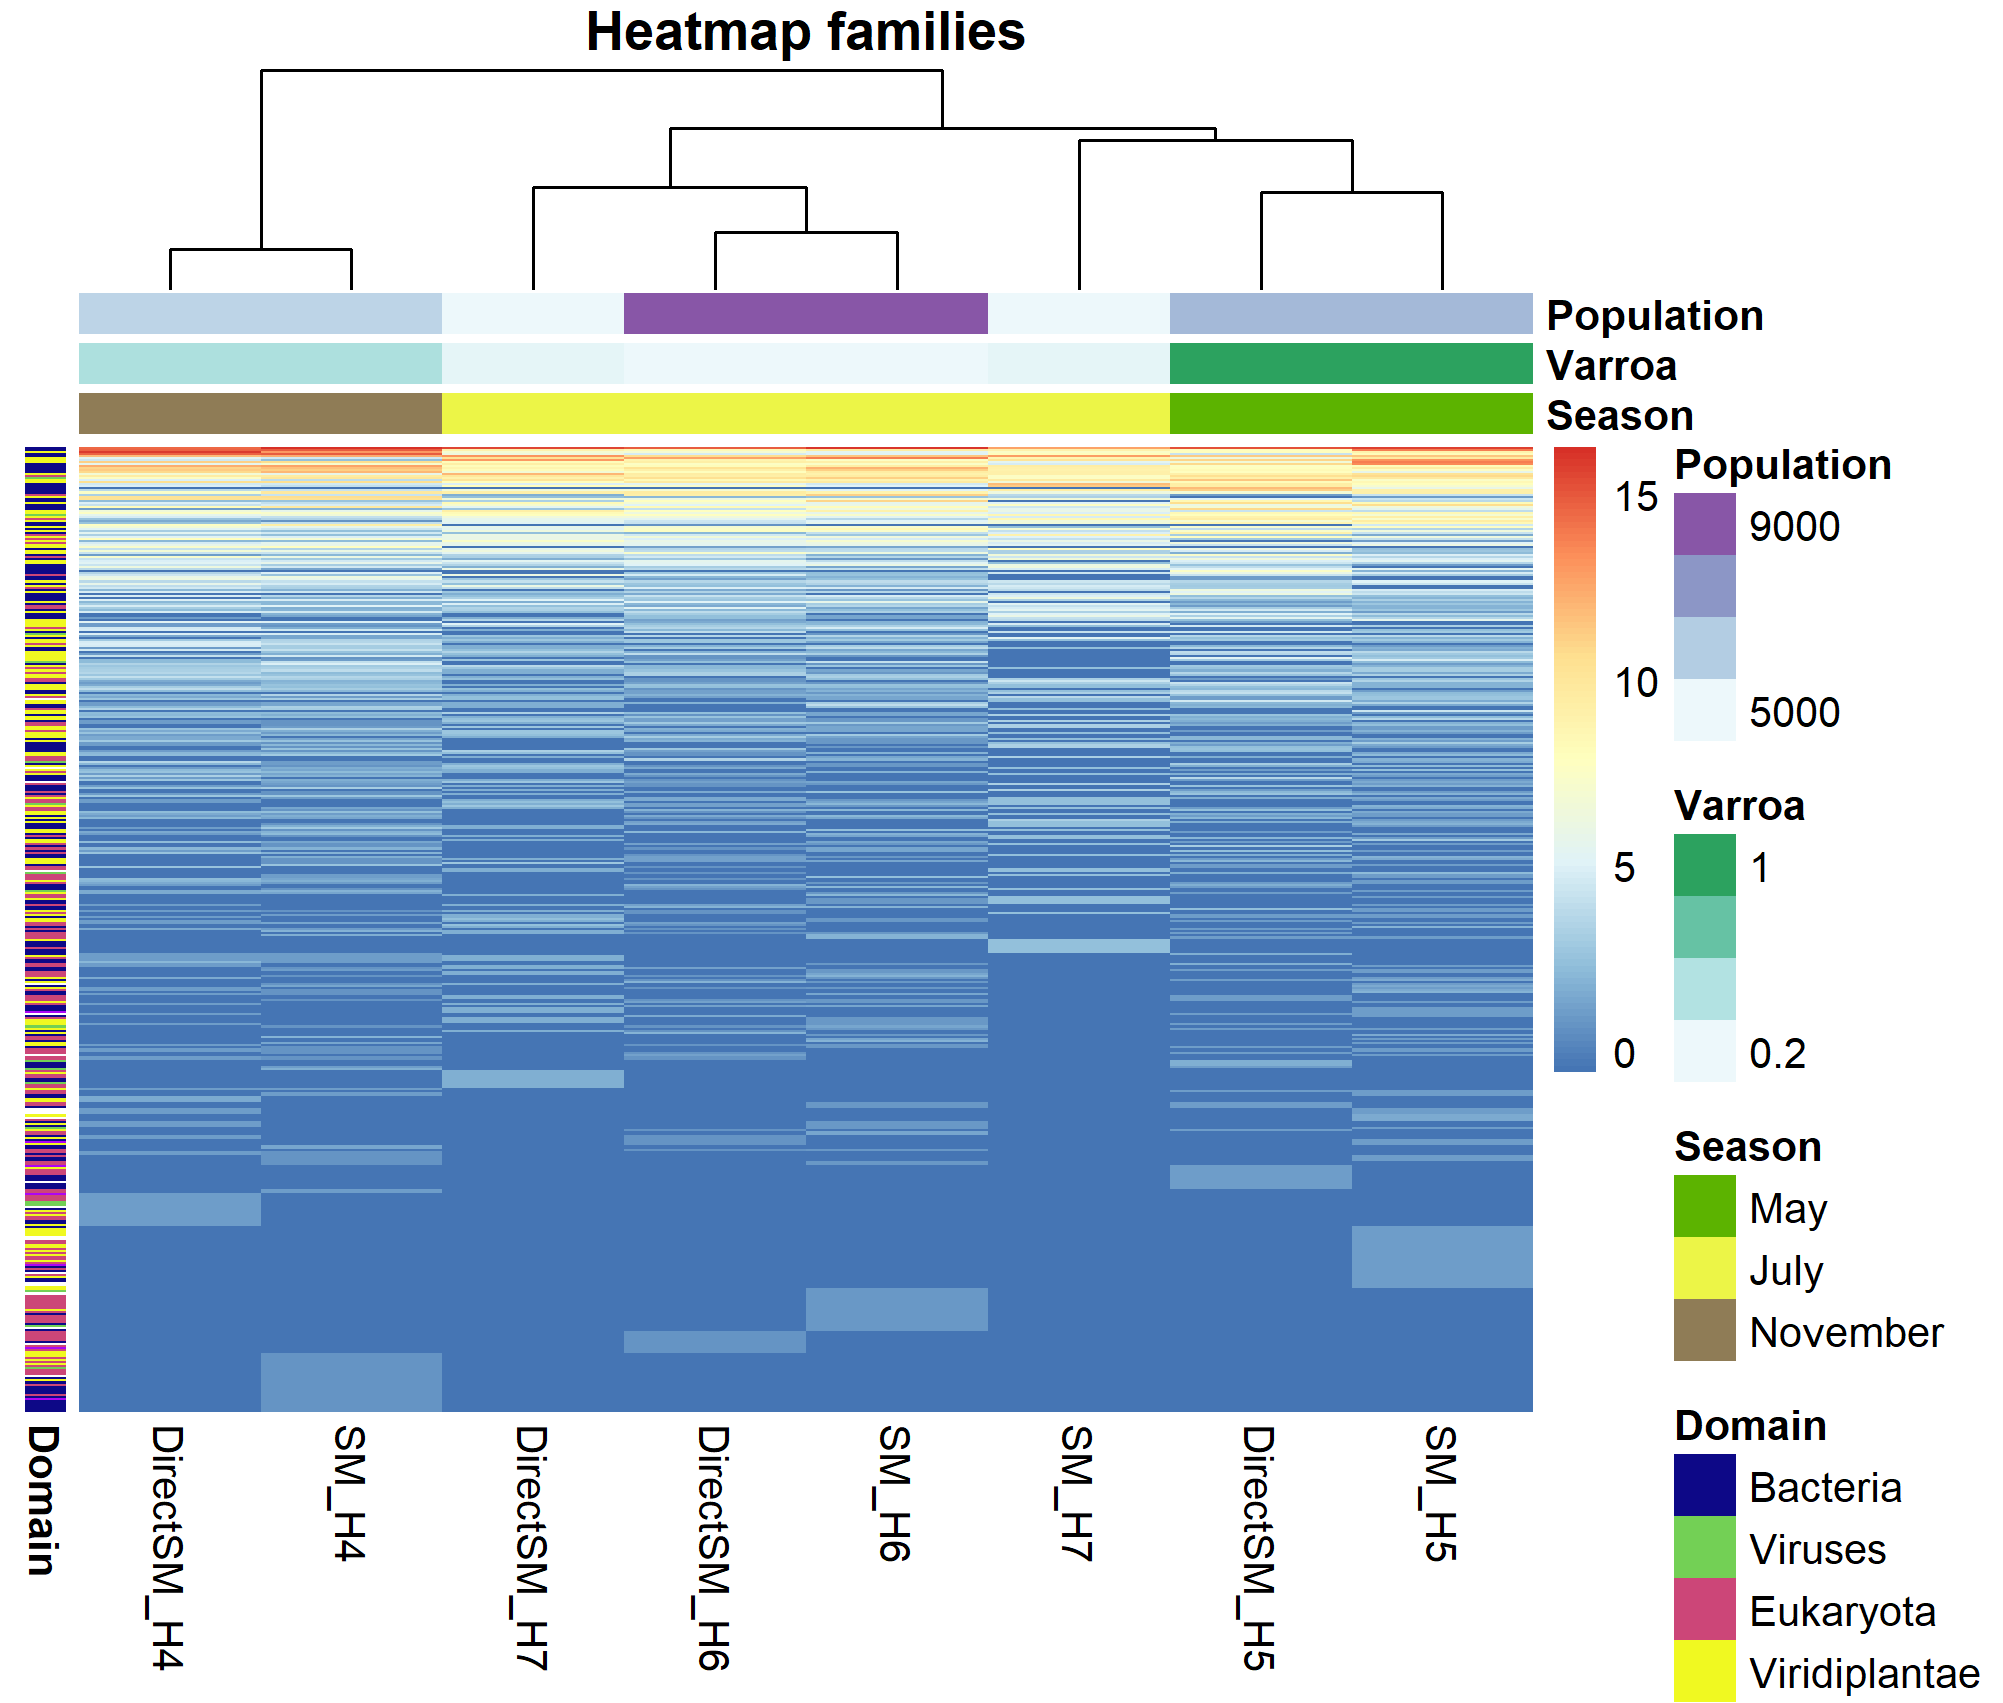 Heatmap families
Population
Varroa
Season
15
10
5
0
Population
9000
5000
Varroa
1
0.2
Season
May
July
November
Domain
Bacteria
Viruses
Eukaryota
Viridiplantae
Domain
DirectSM_H4
SM_H4
DirectSM_H7
DirectSM_H6
SM_H6
SM_H7
DirectSM_H5
SM_H5